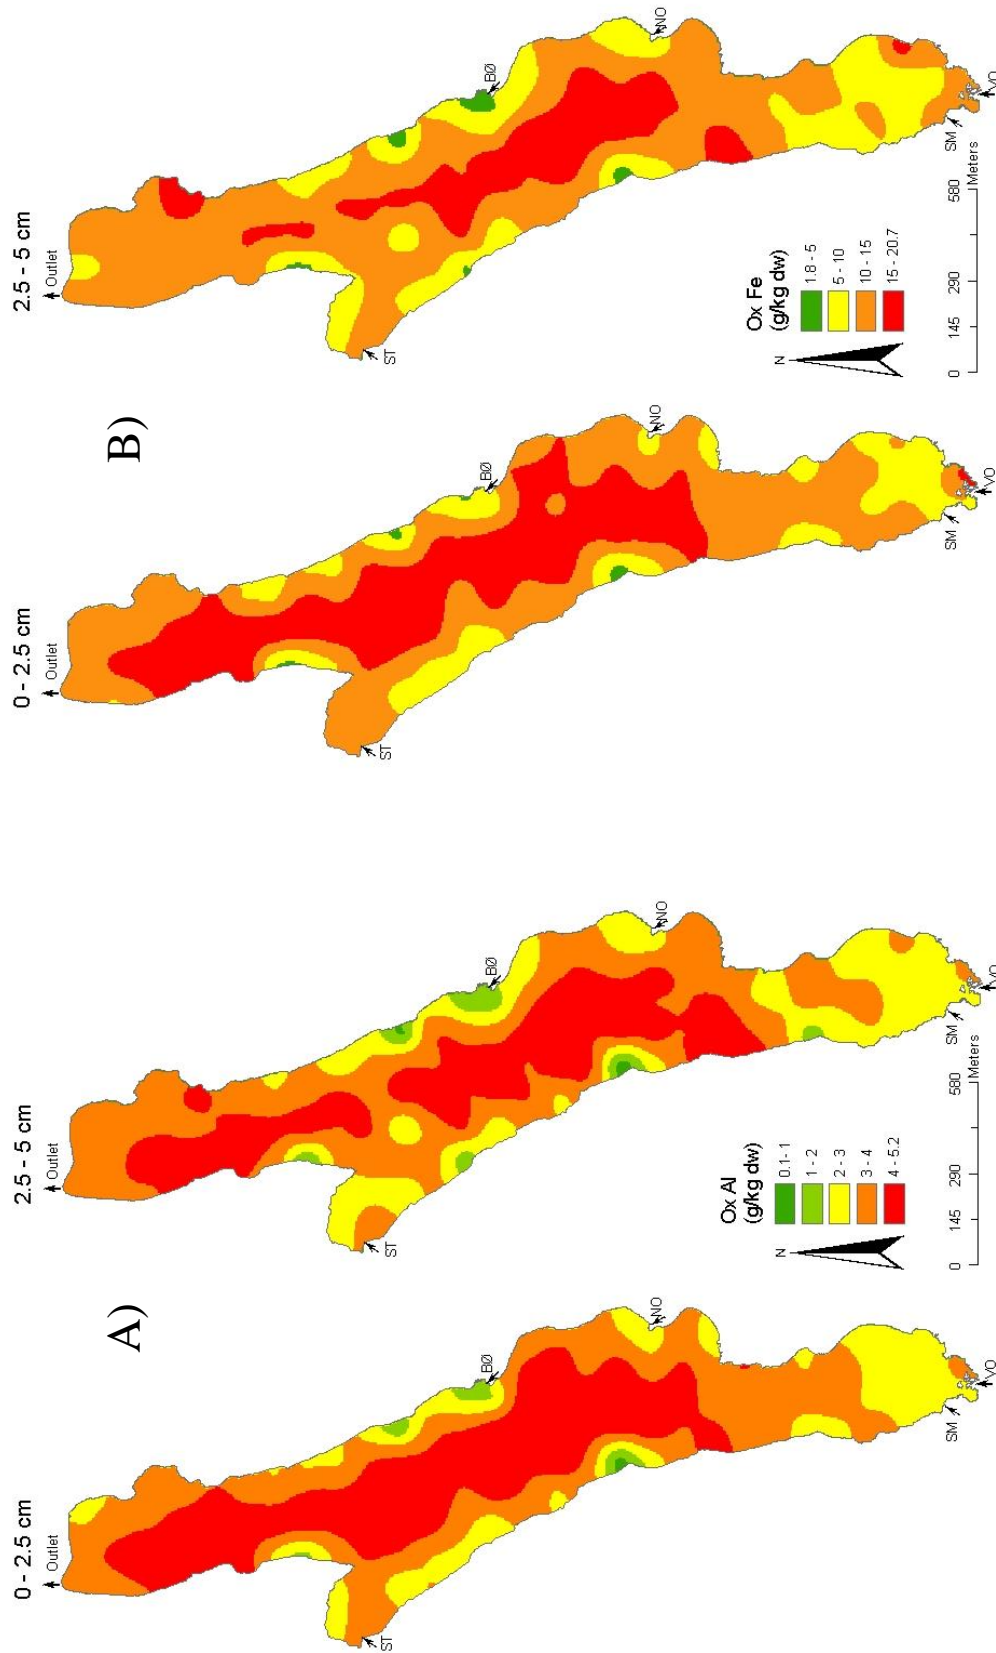 A)
0 - 2.5 cm
Outlet
ST
BØ
NO
SM
VO
2.5 - 5 cm
Outlet
ST
BØ
NO
SM
VO
Ox Al
(g/kg dw)
0.1-1
1 - 2
2 - 3
3 - 4
4 - 5.2
N
0 145 290 580
Meters
B)
0 - 2.5 cm
Outlet
ST
BØ
NO
SM
VO
2.5 - 5 cm
Outlet
ST
BØ
NO
SM
VO
Ox Fe
(g/kg dw)
1.8 - 5
5 - 10
10 - 15
15 - 20.7
N
0 145 290 580
Meters